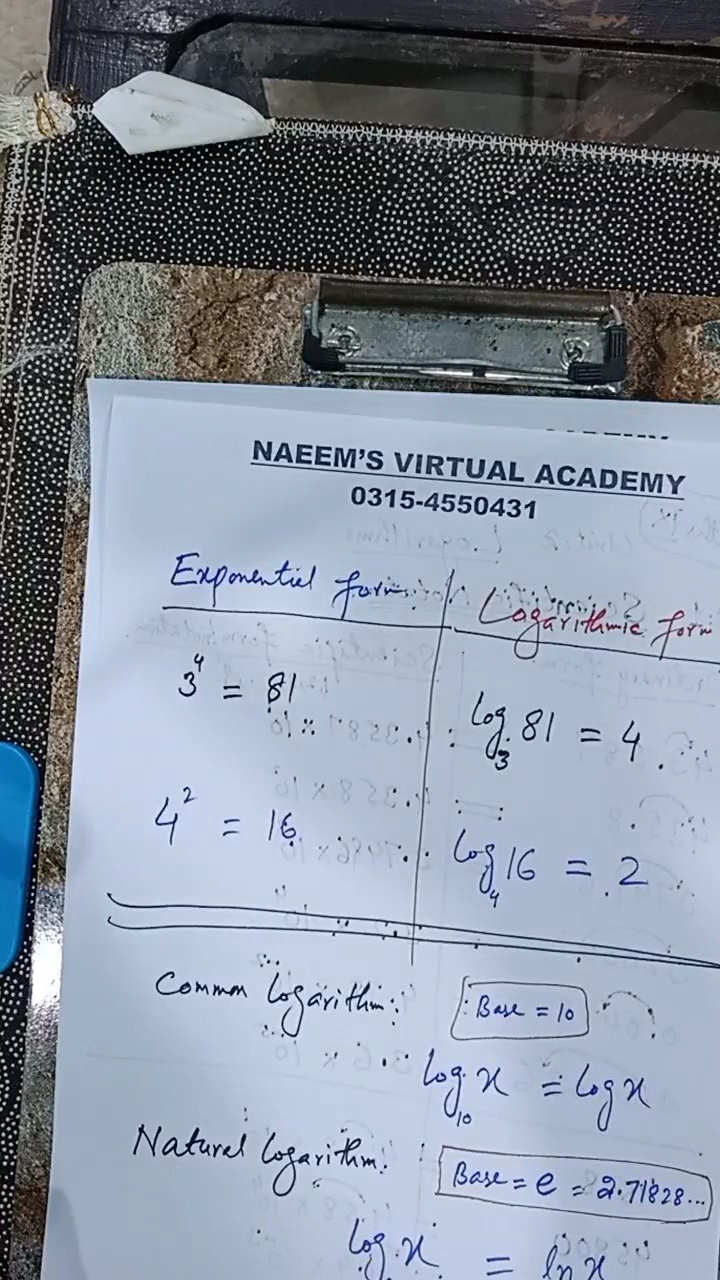 NAEEM'S VIRTUAL ACADEMY
0315-4550431
Exponential form Logarithmic form
3⁴ = 81 log₃ 81 = 4.
4² = 16 log₄ 16 = 2
Common Logarithm: Base = 10
log₁₀ x = log x
Natural Logarithm. Base = e = 2.71828...
log x = ln x